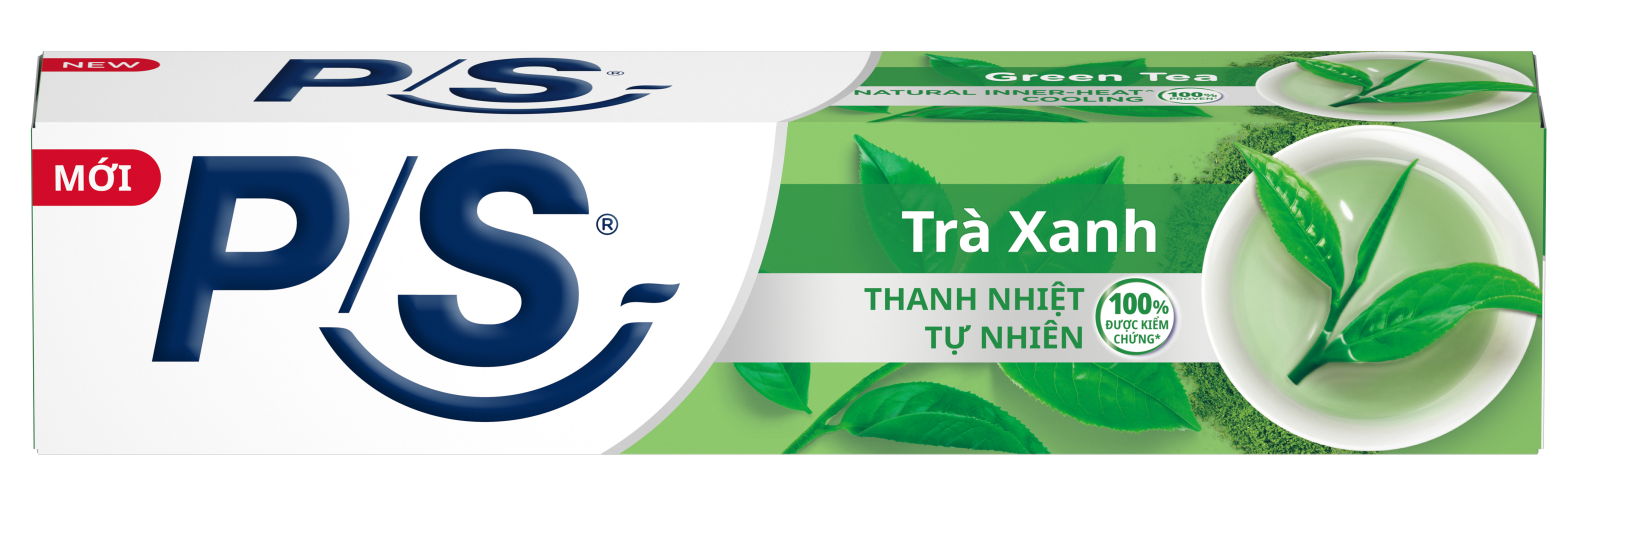 NEW
P/S®
Green Tea
NATURAL INNER-HEAT^
COOLING
100%
PROVEN*
MỚI
P/S®
Trà Xanh
THANH NHIỆT
TỰ NHIÊN
100%
ĐƯỢC KIỂM
CHỨNG*